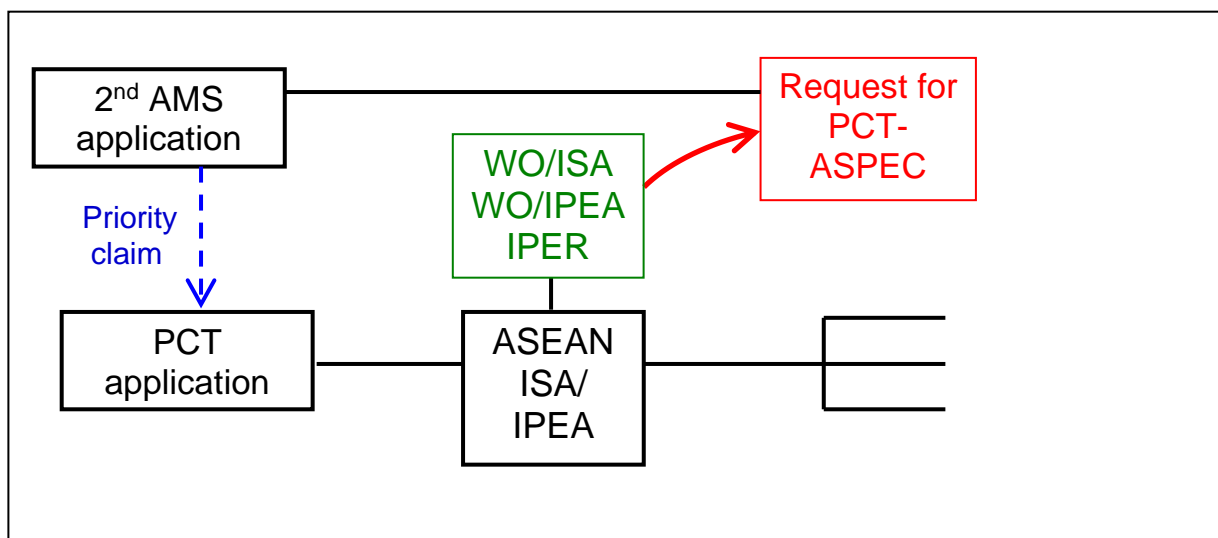 2nd AMS
application
Request for
PCT-
ASPEC
WO/ISA
WO/IPEA
IPER
Priority
claim
PCT
application
ASEAN
ISA/
IPEA